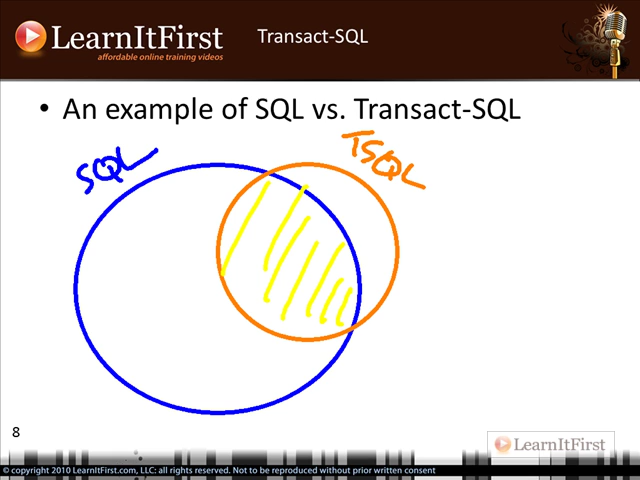 LearnItFirst
affordable online training videos
Transact-SQL
• An example of SQL vs. Transact-SQL
SQL
TSQL
8
LearnItFirst
© copyright 2010 LearnItFirst.com, LLC: all rights reserved. Not to be reproduced without prior written consent